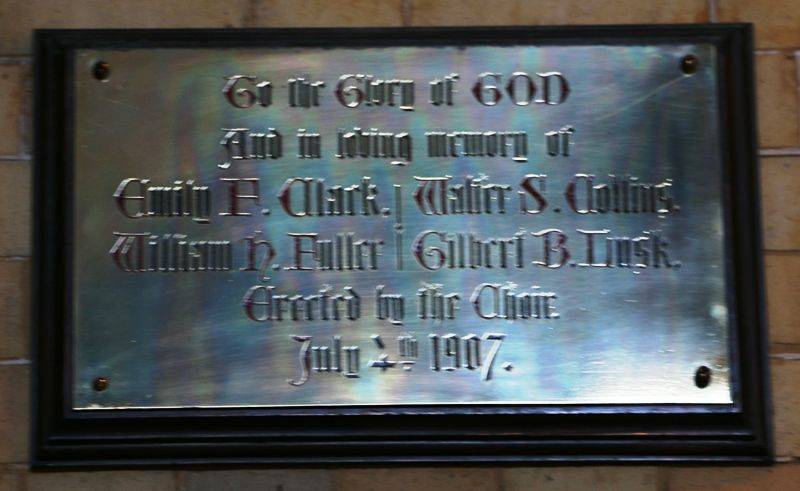 To the Glory of GOD
And in loving memory of
Emily F. Clark. Walter S. Collins.
William H. Fuller Gilbert B. Lusk.
Erected by the Choir.
July 4th 1907.